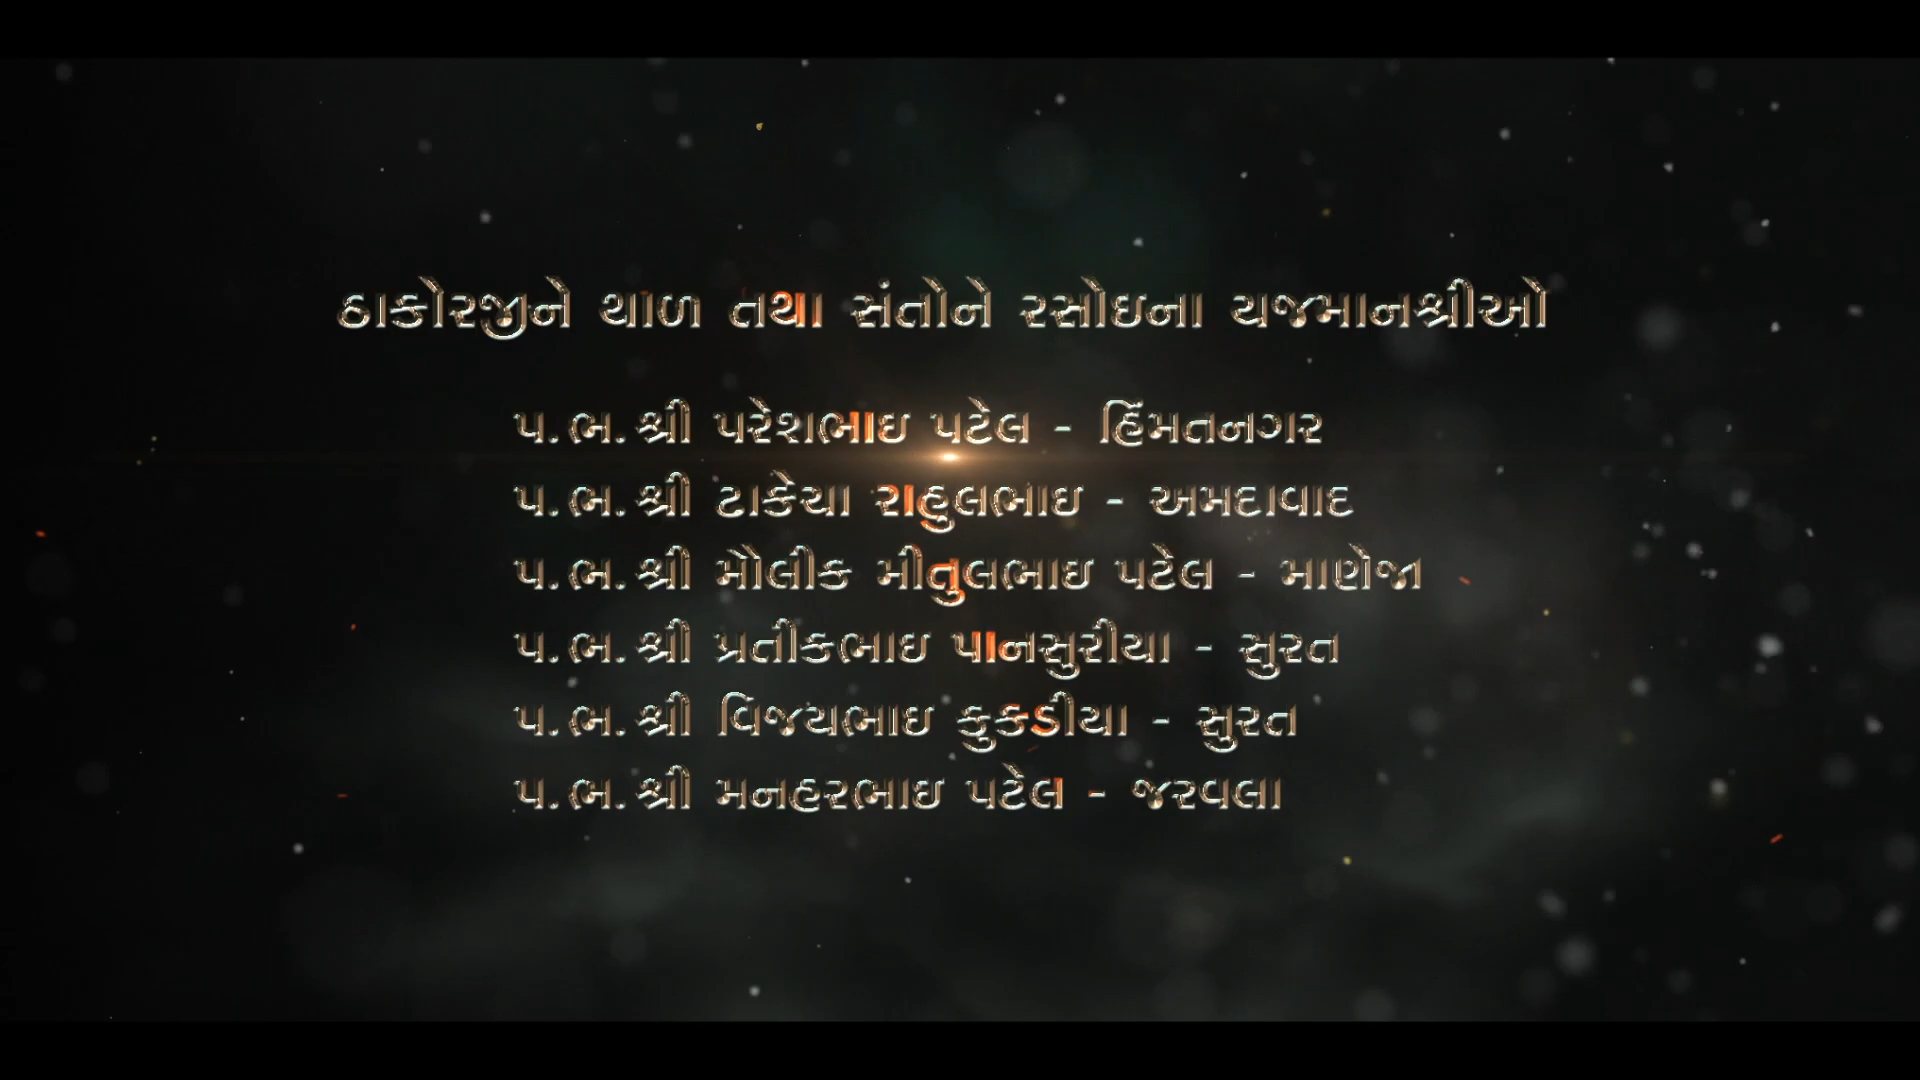 ઠાકોરજીને થાળ તથા સંતોને રસોઇના યજમાનશ્રીઓ
પ.ભ.શ્રી પરેશભાઇ પટેલ - હિંમતનગર
પ.ભ.શ્રી ટાકેચા રાહુલભાઇ - અમદાવાદ
પ.ભ.શ્રી મૌલીક મીતુલભાઇ પટેલ - માણેજા
પ.ભ.શ્રી પ્રતીકભાઇ પાનસુરીયા - સુરત
પ.ભ.શ્રી વિજયભાઇ કુકડીયા - સુરત
પ.ભ.શ્રી મનહરભાઇ પટેલ - જરવલા